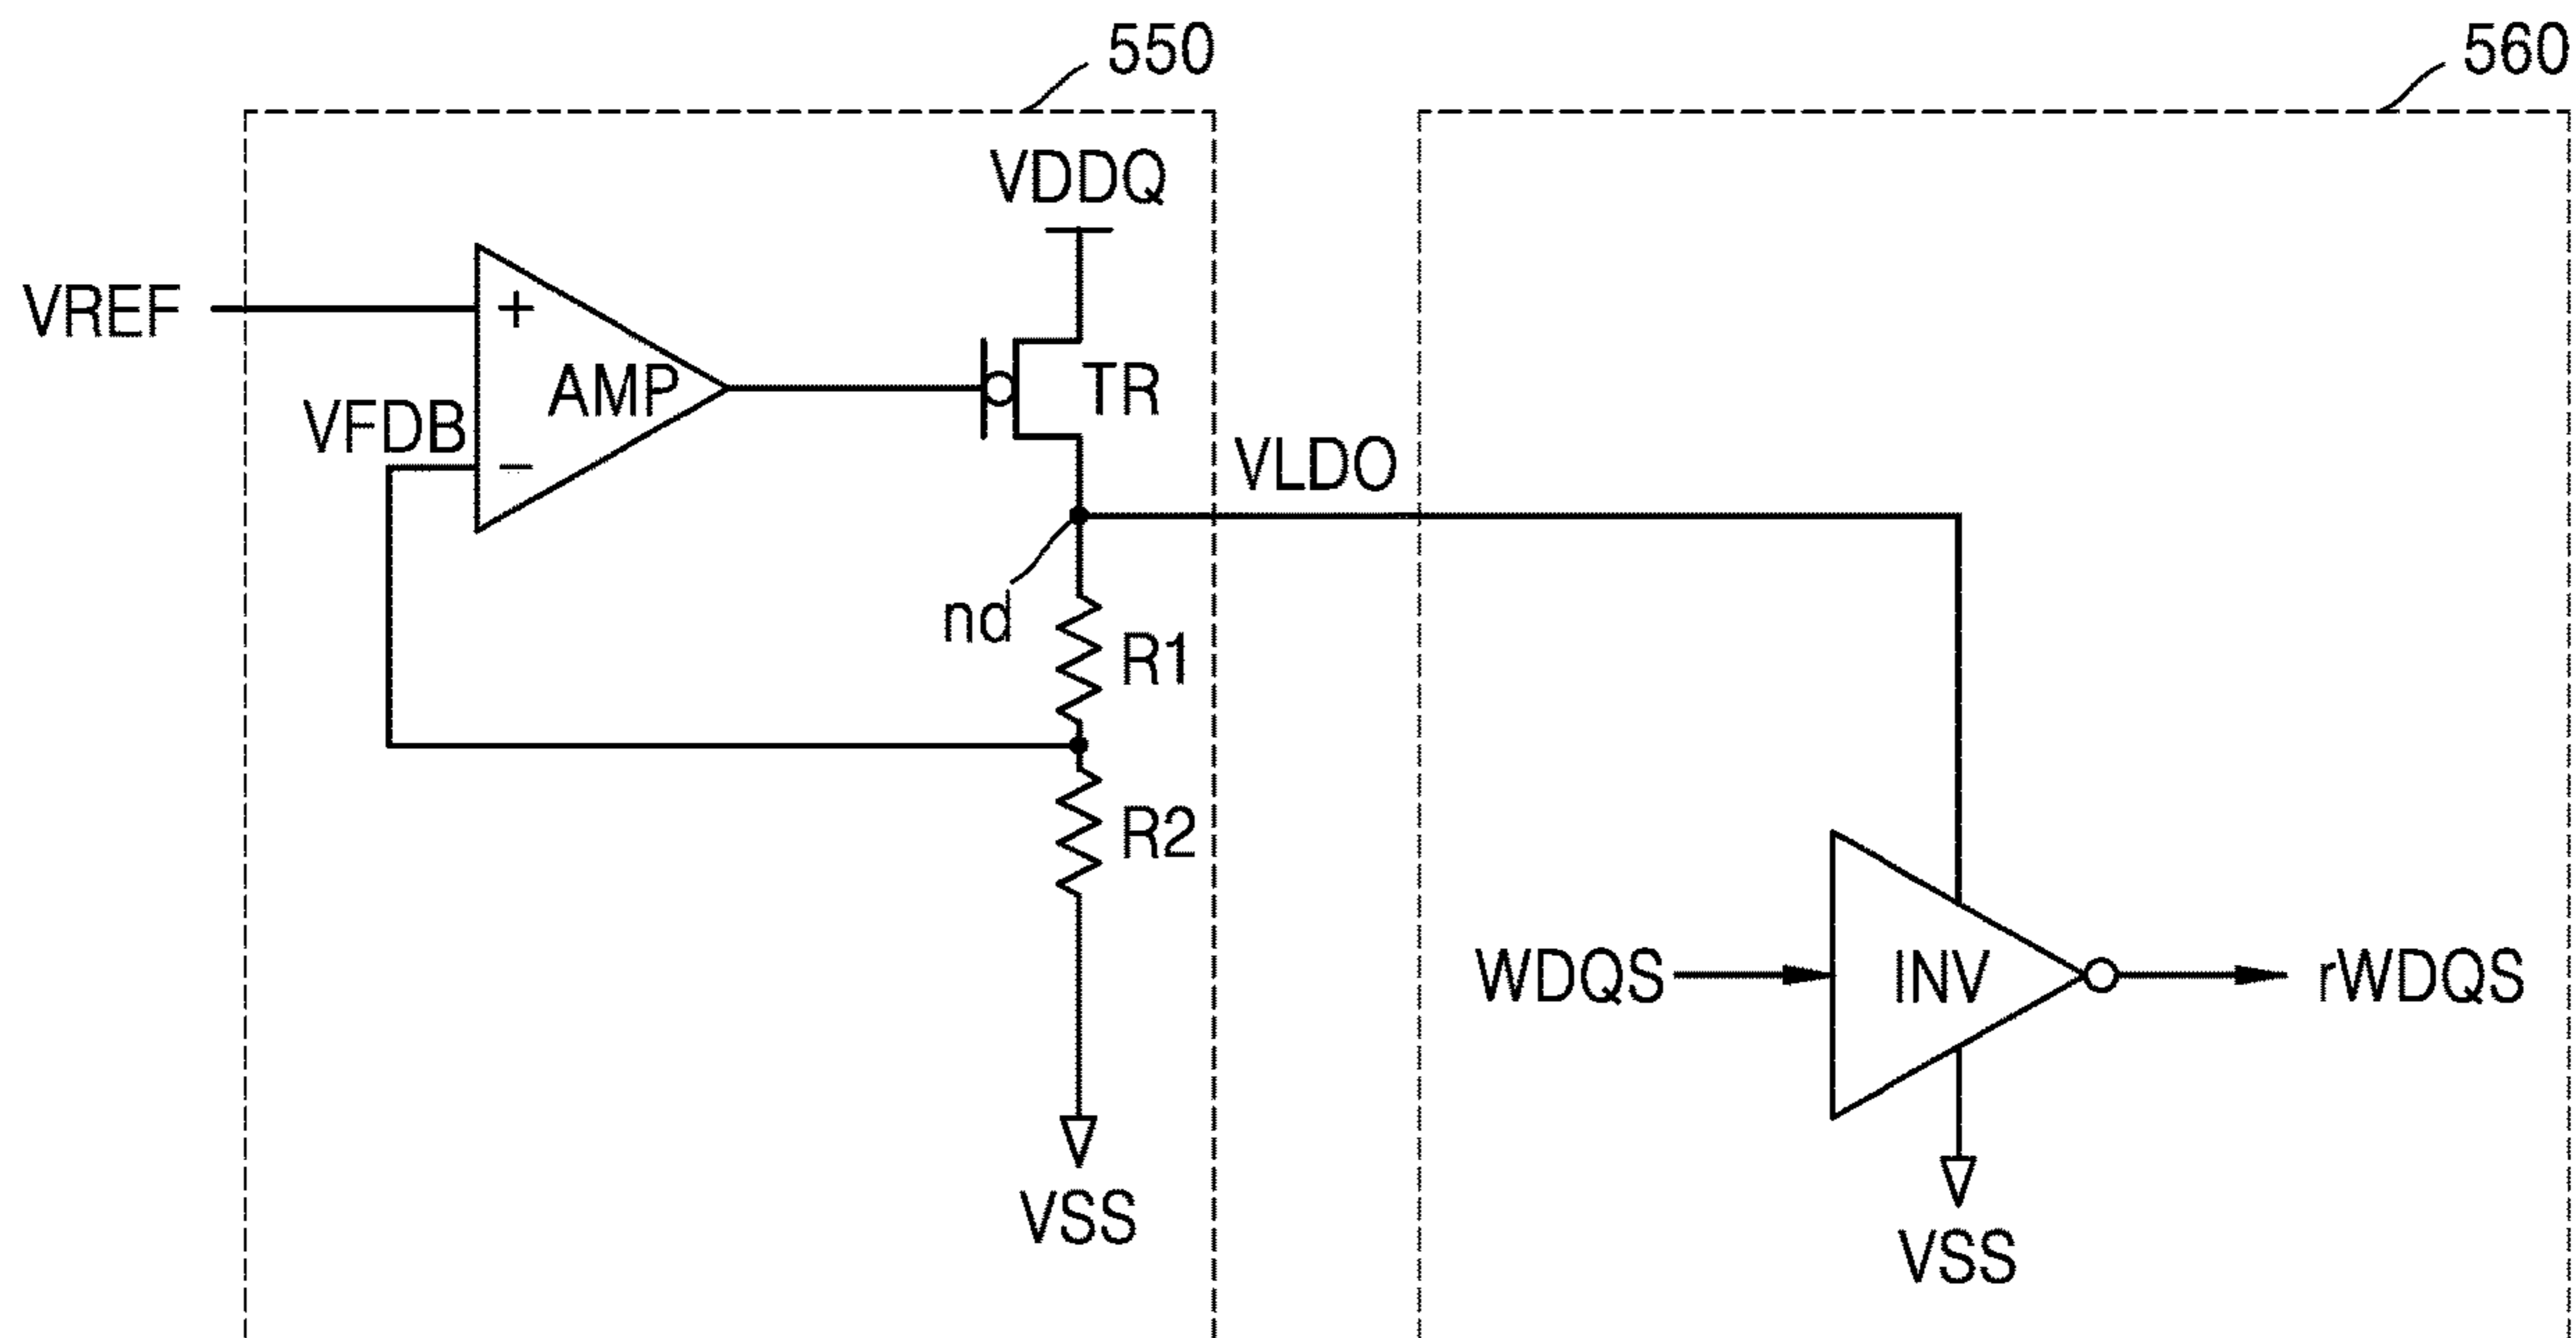 550
560
VDDQ
VREF
+
AMP
TR
VFDB
−
VLDO
nd
R1
R2
WDQS
INV
rWDQS
VSS
VSS